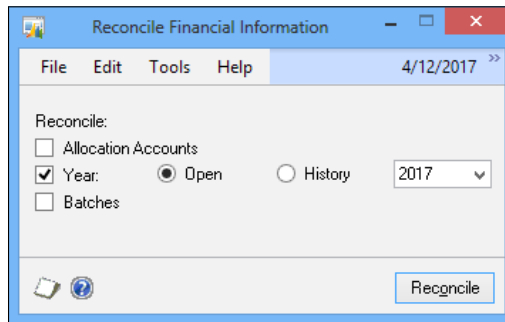 Reconcile Financial Information
File Edit Tools Help 4/12/2017 »
Reconcile:
Allocation Accounts
Year: Open History 2017
Batches
Reconcile